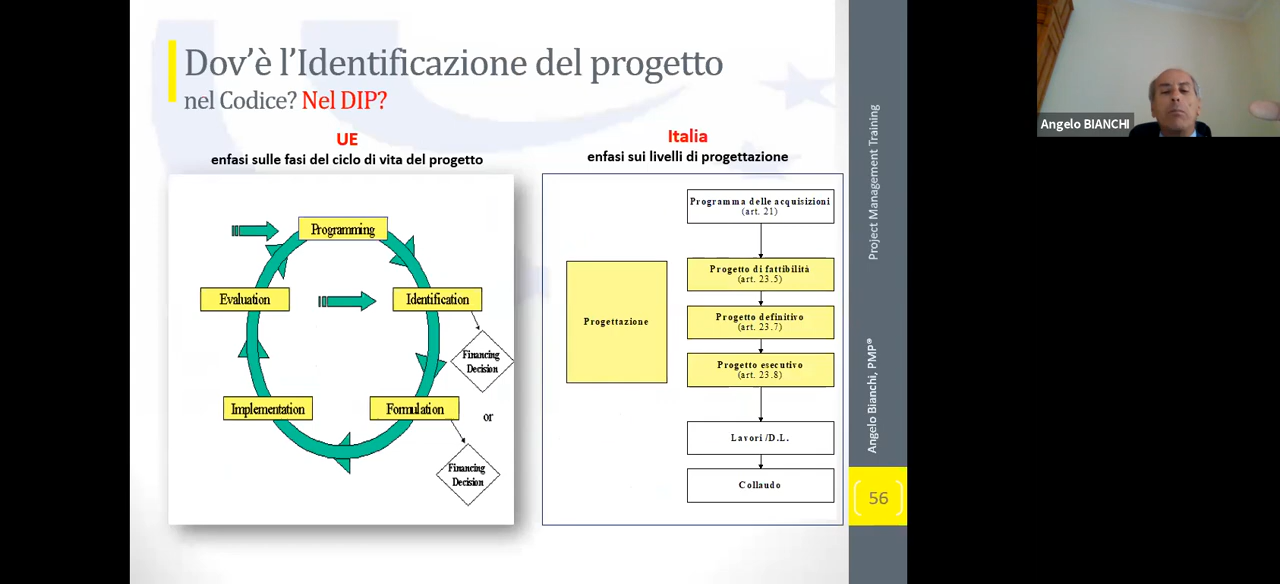 Dov'è l'Identificazione del progetto
nel Codice? Nel DIP?
UE
enfasi sulle fasi del ciclo di vita del progetto
Programming
Evaluation
Identification
Financing
Decision
Implementation
Formulation
or
Financing
Decision
Italia
enfasi sui livelli di progettazione
Programma delle acquisizioni
(art. 21)
Progettazione
Progetto di fattibilità
(art. 23.5)
Progetto definitivo
(art. 23.7)
Progetto esecutivo
(art. 23.8)
Lavori /D.L.
Collaudo
Project Management Training
Angelo Bianchi, PMP®
56
Angelo BIANCHI